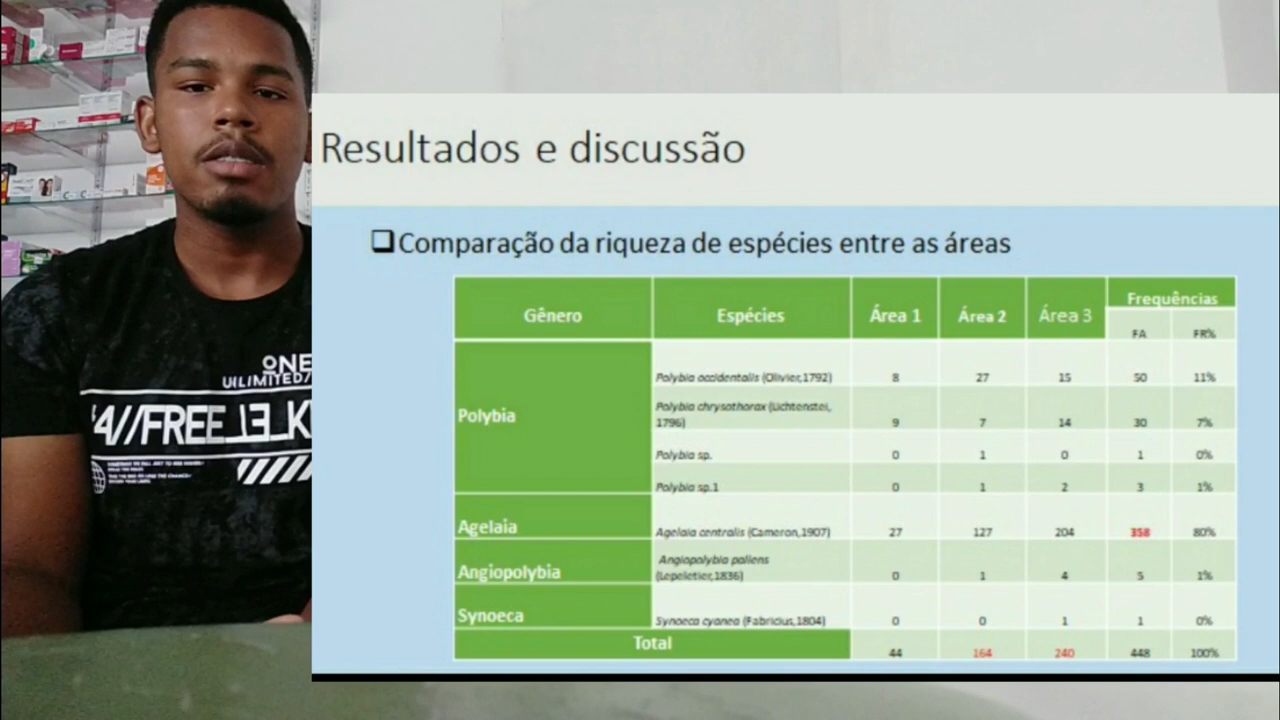 Resultados e discussão
❑Comparação da riqueza de espécies entre as áreas
Gênero Espécies Área 1 Área 2 Área 3 Frequências
FA FR%
Polybia
Polybia occidentalis (Olivier,1792) 8 27 15 50 11%
Polybia chrysothorax (Lichtenstei,
1796) 9 7 14 30 7%
Polybia sp. 0 1 0 1 0%
Polybia sp.1 0 1 2 3 1%
Agelaia Agelaia centralis (Cameron,1907) 27 127 204 358 80%
Angiopolybia Angiopolybia pallens
(Lepeletier,1836) 0 1 4 5 1%
Synoeca Synoeca cyanea (Fabricius,1804) 0 0 1 1 0%
Total 44 164 240 448 100%
ONE
UNLIMITED/
4//FREE